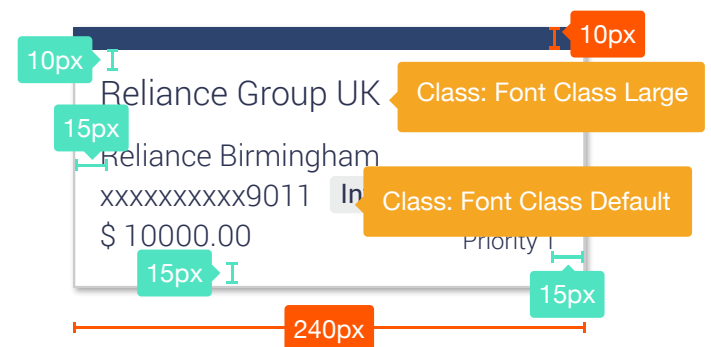 10px
10px
Reliance Group UK
Class: Font Class Large
15px
Reliance Birmingham
xxxxxxxxxx9011
Class: Font Class Default
$ 10000.00
Priority 1
15px
15px
240px